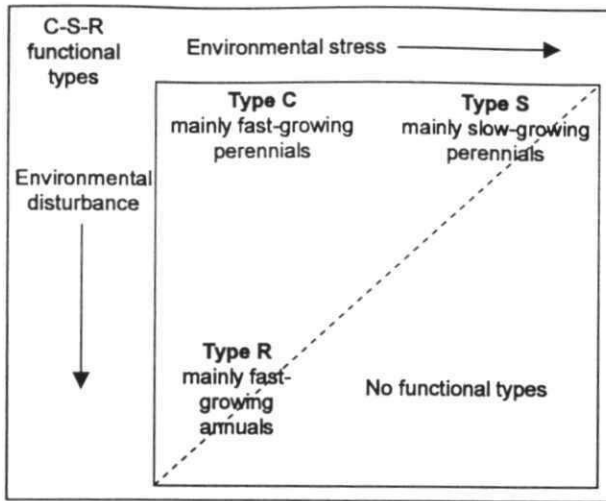 C-S-R
functional
types
Environmental stress
Type C
mainly fast-growing
perennials
Type S
mainly slow-growing
perennials
Environmental
disturbance
Type R
mainly fast-
growing
annuals
No functional types